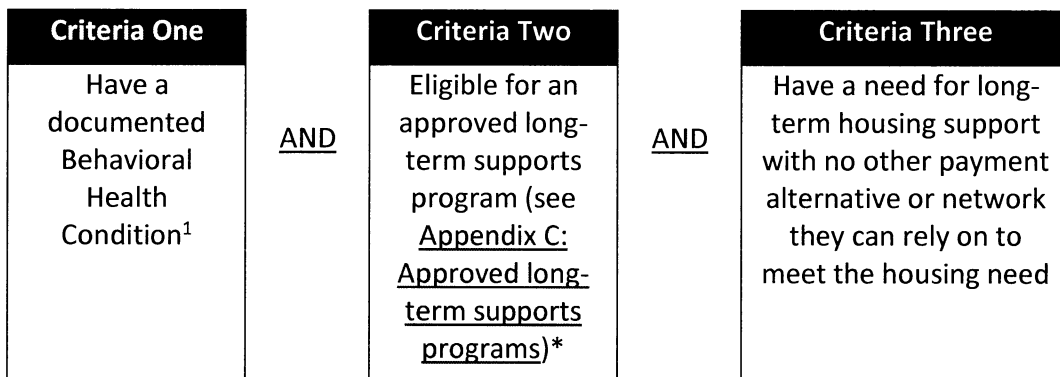 Criteria One
Have a
documented
Behavioral
Health
Condition¹
AND
Criteria Two
Eligible for an
approved long-
term supports
program (see
Appendix C:
Approved long-
term supports
programs)*
AND
Criteria Three
Have a need for long-
term housing support
with no other payment
alternative or network
they can rely on to
meet the housing need